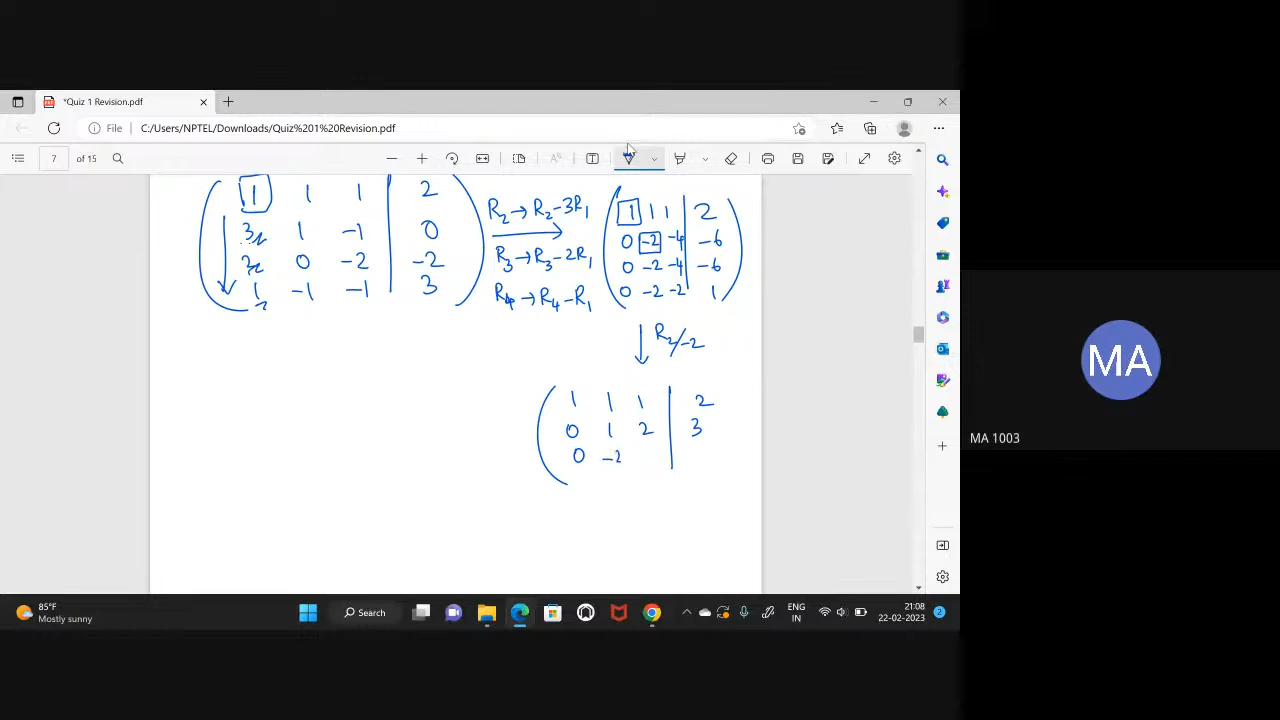 *Quiz 1 Revision.pdf
File C:/Users/NPTEL/Downloads/Quiz%201%20Revision.pdf
7 of 15
1 1 1 | 2
3 1 -1 | 0
2 0 -2 | -2
1 -1 -1 | 3
R2 → R2-3R1
R3 → R3-2R1
R4 → R4-R1
1 1 1 | 2
0 -2 -4 | -6
0 -2 -4 | -6
0 -2 -2 | 1
R2/-2
1 1 1 | 2
0 1 2 | 3
0 -2
MA
MA 1003
85°F
Mostly sunny
Search
ENG
IN
21:08
22-02-2023
2